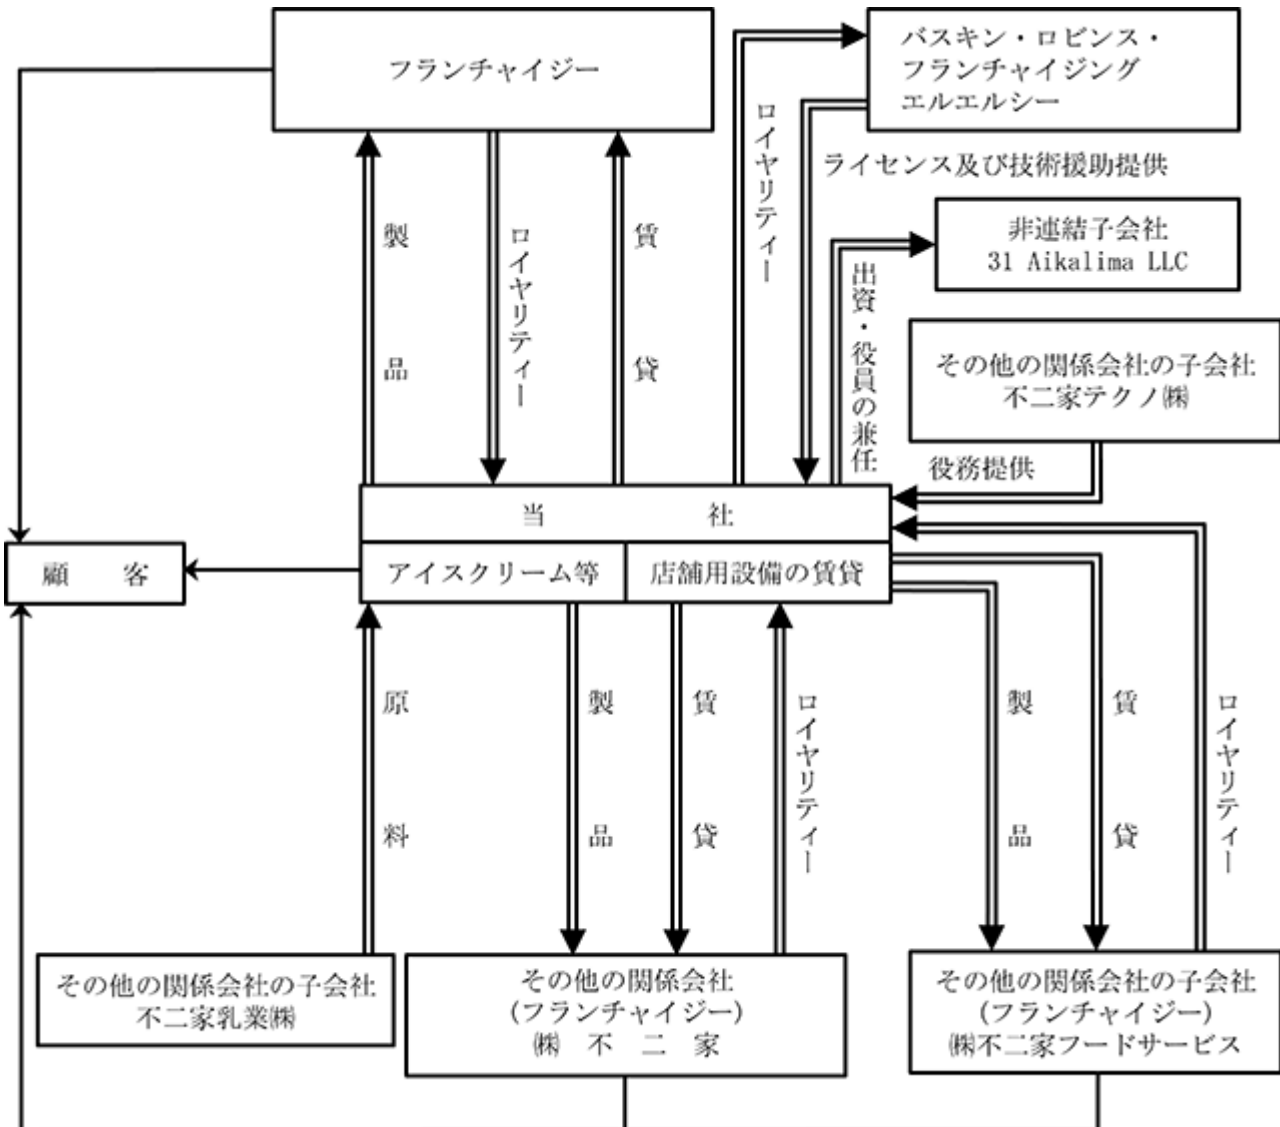 フランチャイジー
バスキン・ロビンス・
フランチャイジング
エルエルシー
ロイヤリティー
ライセンス及び技術援助提供
製品
ロイヤリティー
賃貸
非連結子会社
31 Aikalima LLC
出資・役員の兼任
その他の関係会社の子会社
不二家テクノ㈱
役務提供
当社
顧客
アイスクリーム等
店舗用設備の賃貸
原料
製品
賃貸
ロイヤリティー
製品
賃貸
ロイヤリティー
その他の関係会社の子会社
不二家乳業㈱
その他の関係会社
(フランチャイジー)
㈱ 不 二 家
その他の関係会社の子会社
(フランチャイジー)
㈱不二家フードサービス